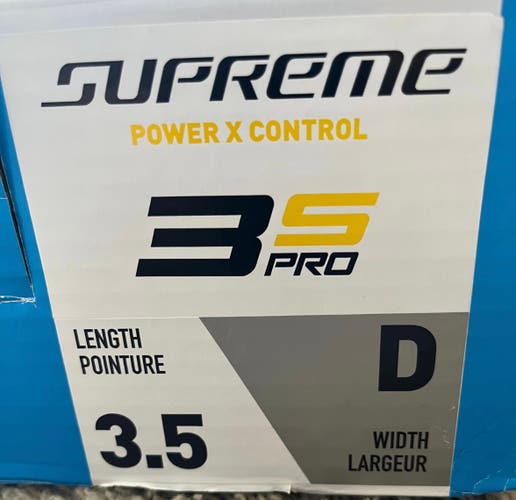 SUPREME
POWER X CONTROL
3S PRO
LENGTH
POINTURE
3.5
D
WIDTH
LARGEUR